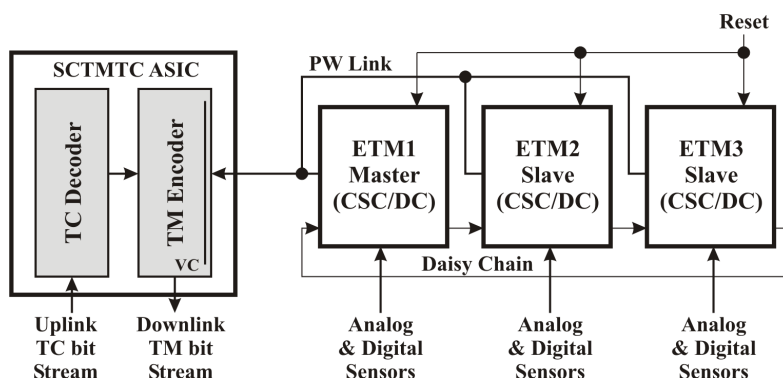 Reset
SCTMTC ASIC
PW Link
TC Decoder
TM Encoder
VC
ETM1
Master
(CSC/DC)
ETM2
Slave
(CSC/DC)
ETM3
Slave
(CSC/DC)
Daisy Chain
Uplink
TC bit
Stream
Downlink
TM bit
Stream
Analog
& Digital
Sensors
Analog
& Digital
Sensors
Analog
& Digital
Sensors